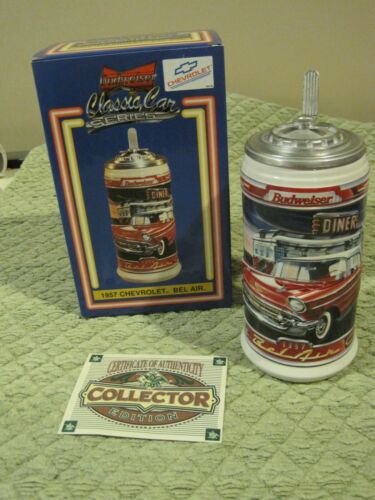 Budweiser
Classic Car
SERIES
CHEVROLET
Budweiser
DINER
1957 CHEVROLET. BEL AIR.
Budweiser
DINER
1957
Bel Air
CERTIFICATE OF AUTHENTICITY
COLLECTOR
EDITION